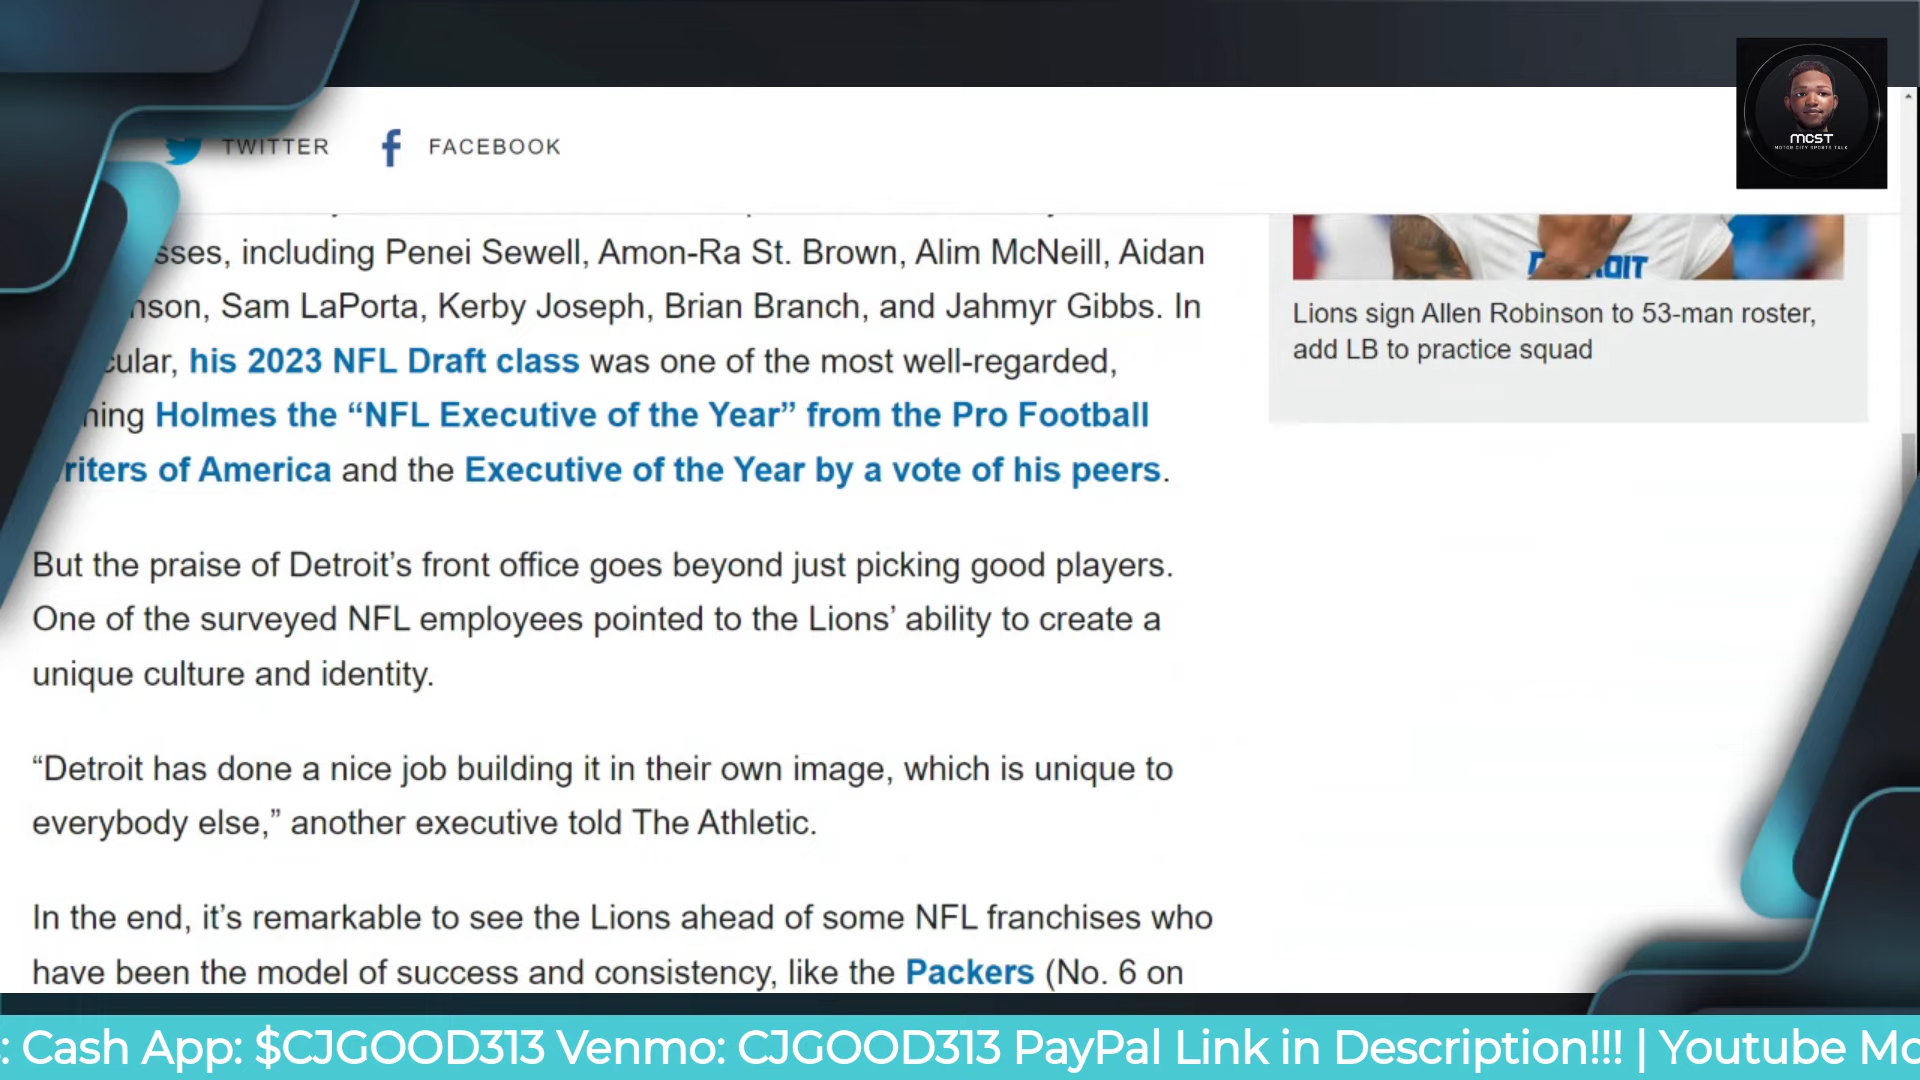 TWITTER FACEBOOK
MCST
MOTOR CITY SPORTS TALK
sses, including Penei Sewell, Amon-Ra St. Brown, Alim McNeill, Aidan
nson, Sam LaPorta, Kerby Joseph, Brian Branch, and Jahmyr Gibbs. In
cular, his 2023 NFL Draft class was one of the most well-regarded,
ning Holmes the “NFL Executive of the Year” from the Pro Football
riters of America and the Executive of the Year by a vote of his peers.
But the praise of Detroit’s front office goes beyond just picking good players.
One of the surveyed NFL employees pointed to the Lions’ ability to create a
unique culture and identity.
“Detroit has done a nice job building it in their own image, which is unique to
everybody else,” another executive told The Athletic.
In the end, it’s remarkable to see the Lions ahead of some NFL franchises who
have been the model of success and consistency, like the Packers (No. 6 on
Lions sign Allen Robinson to 53-man roster,
add LB to practice squad
: Cash App: $CJGOOD313 Venmo: CJGOOD313 PayPal Link in Description!!! | Youtube Mo